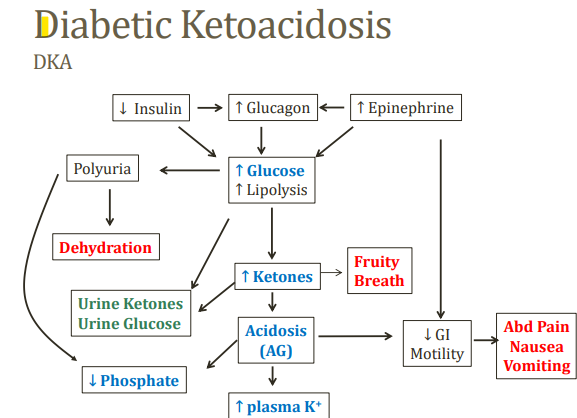 Diabetic Ketoacidosis
DKA
↓ Insulin
↑ Glucagon
↑ Epinephrine
Polyuria
↑ Glucose
↑ Lipolysis
Dehydration
↑ Ketones
Fruity
Breath
Urine Ketones
Urine Glucose
Acidosis
(AG)
↓ GI
Motility
Abd Pain
Nausea
Vomiting
↓ Phosphate
↑ plasma K⁺